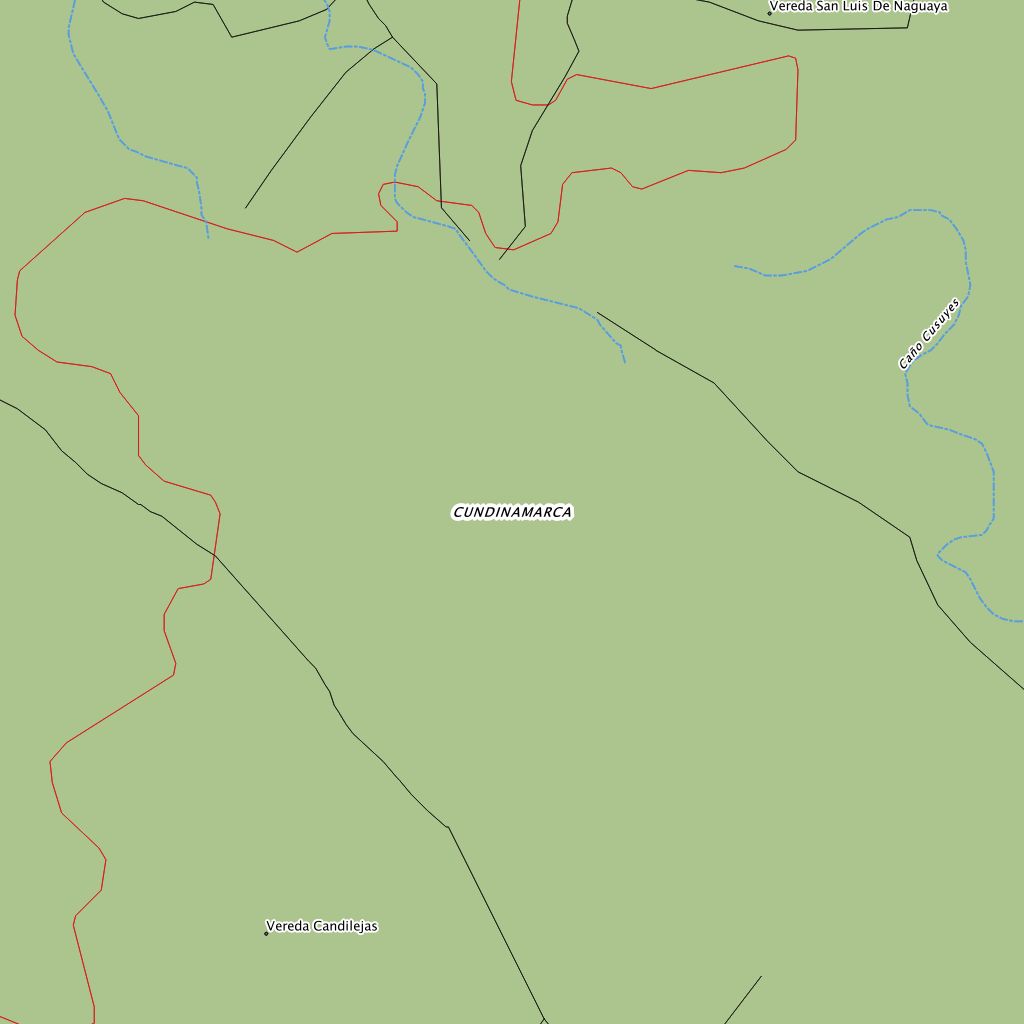 Vereda San Luis De Naguaya
Caño Cusuyes
CUNDINAMARCA
Vereda Candilejas